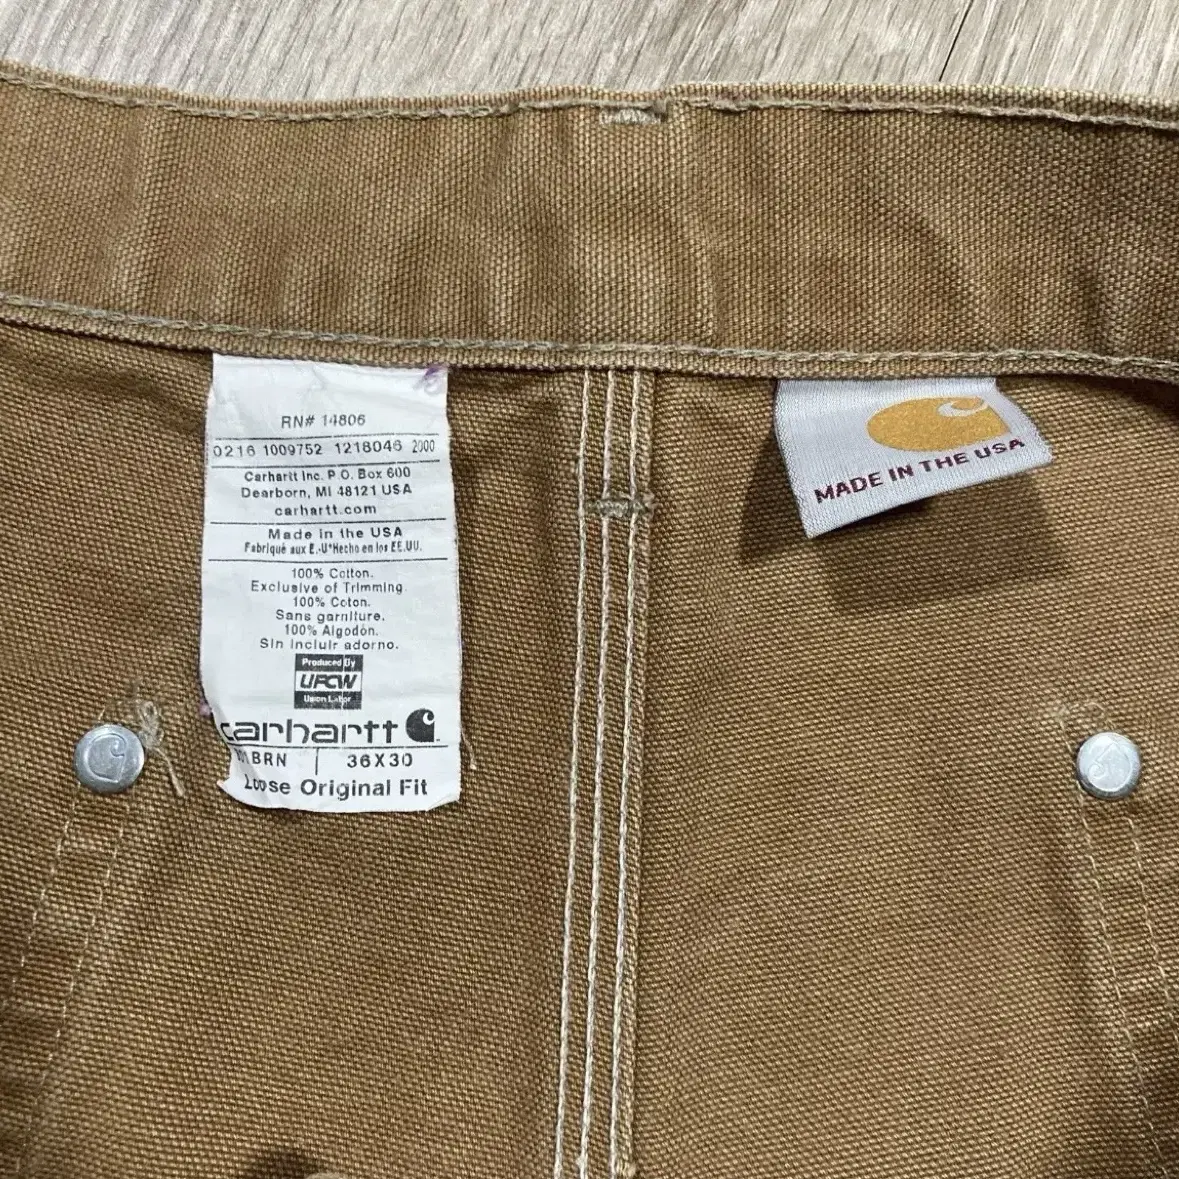 RN# 14806
0216 1009752 1218046 2000
Carhartt Inc. P.O. Box 600
Dearborn, MI 48121 USA
carhartt.com
Made in the USA
Fabriqué aux E.-U*Hecho en los EE.UU.
100% Cotton.
Exclusive of Trimming
100% Coton.
Sans garniture.
100% Algodón.
Sin incluir adorno.
Produced By
UFCW
Union Labor
carhartt
BRN | 36X30
Loose Original Fit
MADE IN THE USA